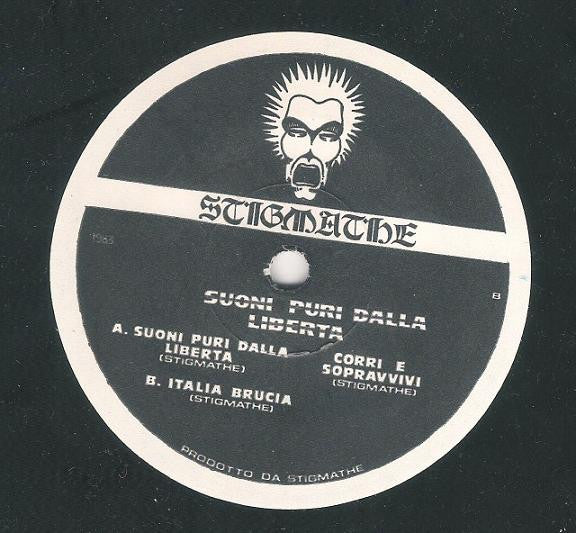 STIGMATHE
1985
B
SUONI PURI DALLA
LIBERTA
A. SUONI PURI DALLA
LIBERTA
(STIGMATHE)
B. ITALIA BRUCIA
(STIGMATHE)
CORRI E
SOPRAVVIVI
(STIGMATHE)
PRODOTTO DA STIGMATHE